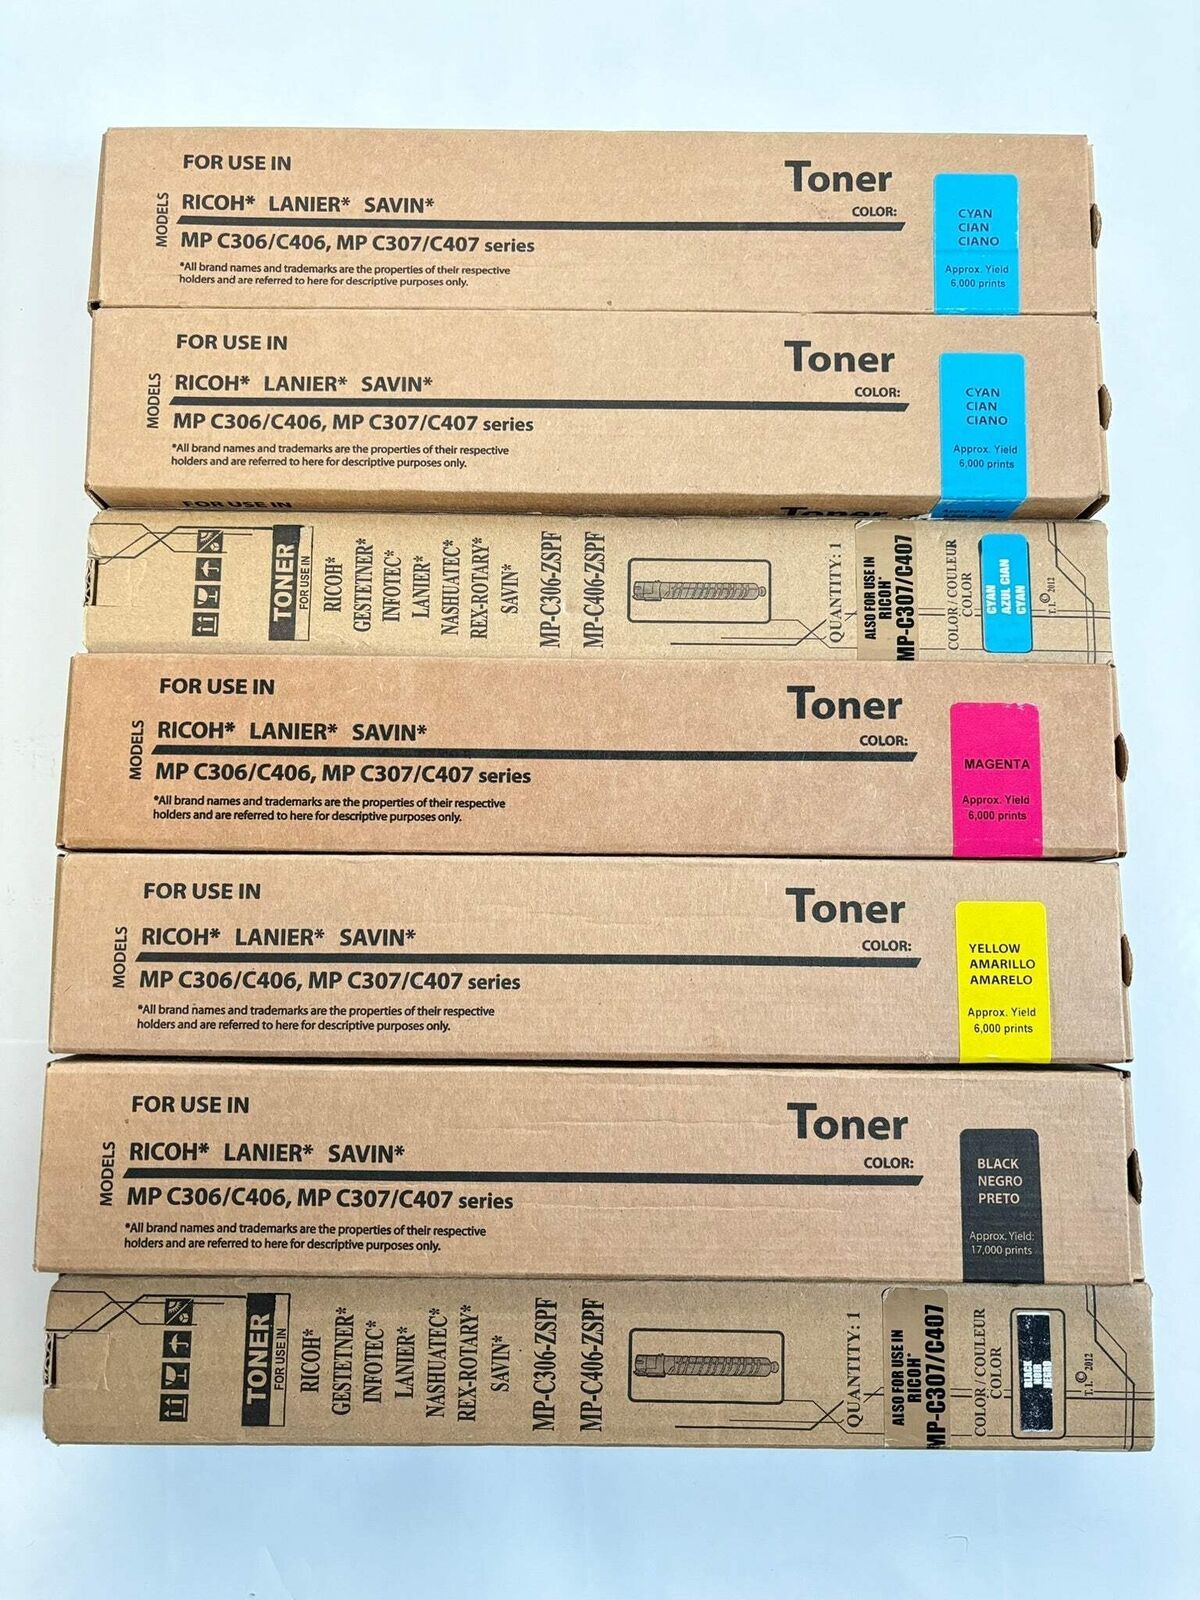 FOR USE IN
MODELS
RICOH* LANIER* SAVIN*
MP C306/C406, MP C307/C407 series
*All brand names and trademarks are the properties of their respective
holders and are referred to here for descriptive purposes only.
Toner
COLOR:
CYAN
CIAN
CIANO
Approx. Yield
6,000 prints
FOR USE IN
MODELS
RICOH* LANIER* SAVIN*
MP C306/C406, MP C307/C407 series
*All brand names and trademarks are the properties of their respective
holders and are referred to here for descriptive purposes only.
Toner
COLOR:
CYAN
CIAN
CIANO
Approx. Yield
6,000 prints
FOR USE IN
Toner
TONER
FOR USE IN
RICOH*
GESTETNER*
INFOTEC*
LANIER*
NASHUATEC*
REX-ROTARY*
SAVIN*
MP-C306-ZSPF
MP-C406-ZSPF
QUANTITY: 1
ALSO FOR USE IN
RICOH*
MP-C307/C407
COLOR/COULEUR
COLOR
CYAN
AZUL CIAN
CYAN
© 2012
T.I.
FOR USE IN
MODELS
RICOH* LANIER* SAVIN*
MP C306/C406, MP C307/C407 series
*All brand names and trademarks are the properties of their respective
holders and are referred to here for descriptive purposes only.
Toner
COLOR:
MAGENTA
Approx. Yield
6,000 prints
FOR USE IN
MODELS
RICOH* LANIER* SAVIN*
MP C306/C406, MP C307/C407 series
*All brand names and trademarks are the properties of their respective
holders and are referred to here for descriptive purposes only.
Toner
COLOR:
YELLOW
AMARILLO
AMARELO
Approx. Yield
6,000 prints
FOR USE IN
MODELS
RICOH* LANIER* SAVIN*
MP C306/C406, MP C307/C407 series
*All brand names and trademarks are the properties of their respective
holders and are referred to here for descriptive purposes only.
Toner
COLOR:
BLACK
NEGRO
PRETO
Approx. Yield:
17,000 prints
TONER
FOR USE IN
RICOH*
GESTETNER*
INFOTEC*
LANIER*
NASHUATEC*
REX-ROTARY*
SAVIN*
MP-C306-ZSPF
MP-C406-ZSPF
QUANTITY: 1
ALSO FOR USE IN
RICOH*
MP-C307/C407
COLOR/COULEUR
COLOR
BLACK
© 2012
T.I.